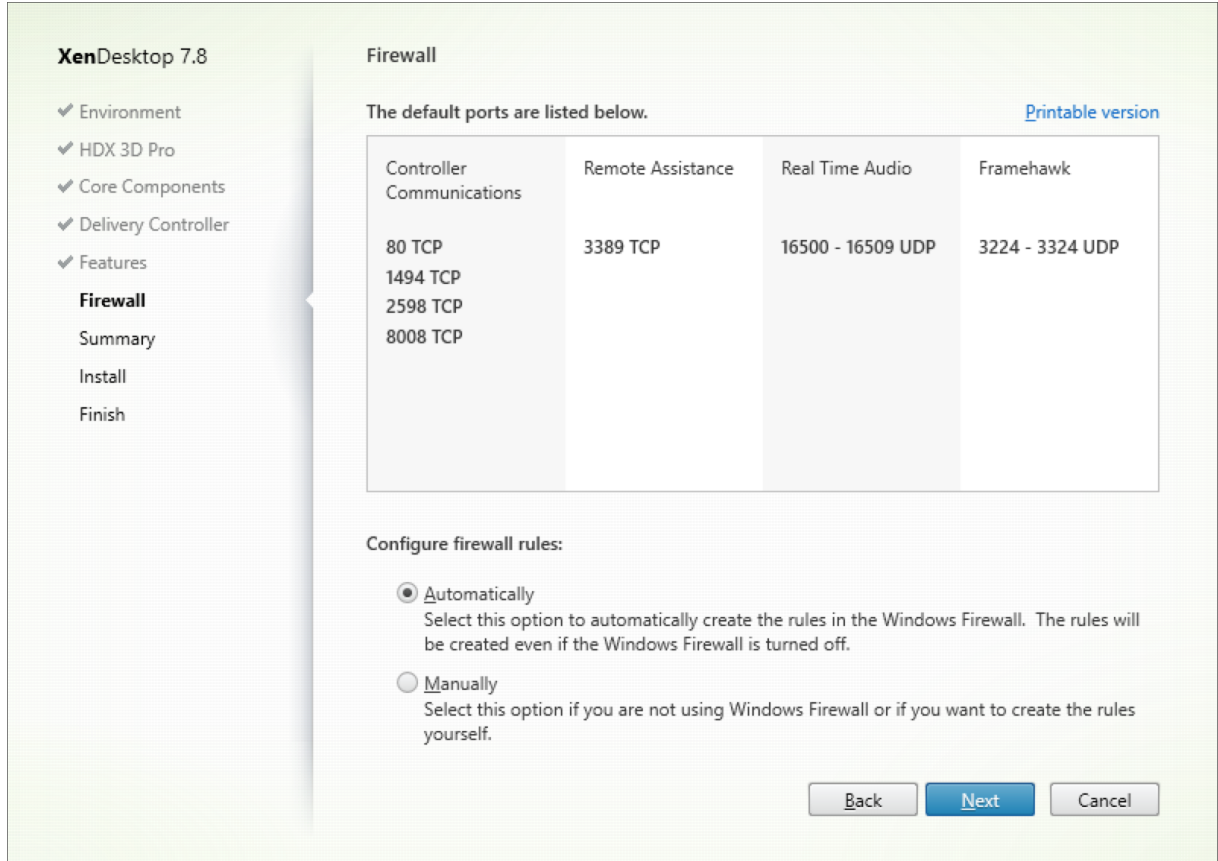 XenDesktop 7.8
Environment
HDX 3D Pro
Core Components
Delivery Controller
Features
Firewall
Summary
Install
Finish
Firewall
The default ports are listed below.
Printable version
Controller
Communications
80 TCP
1494 TCP
2598 TCP
8008 TCP
Remote Assistance
3389 TCP
Real Time Audio
16500 - 16509 UDP
Framehawk
3224 - 3324 UDP
Configure firewall rules:
Automatically
Select this option to automatically create the rules in the Windows Firewall.  The rules will
be created even if the Windows Firewall is turned off.
Manually
Select this option if you are not using Windows Firewall or if you want to create the rules
yourself.
Back
Next
Cancel